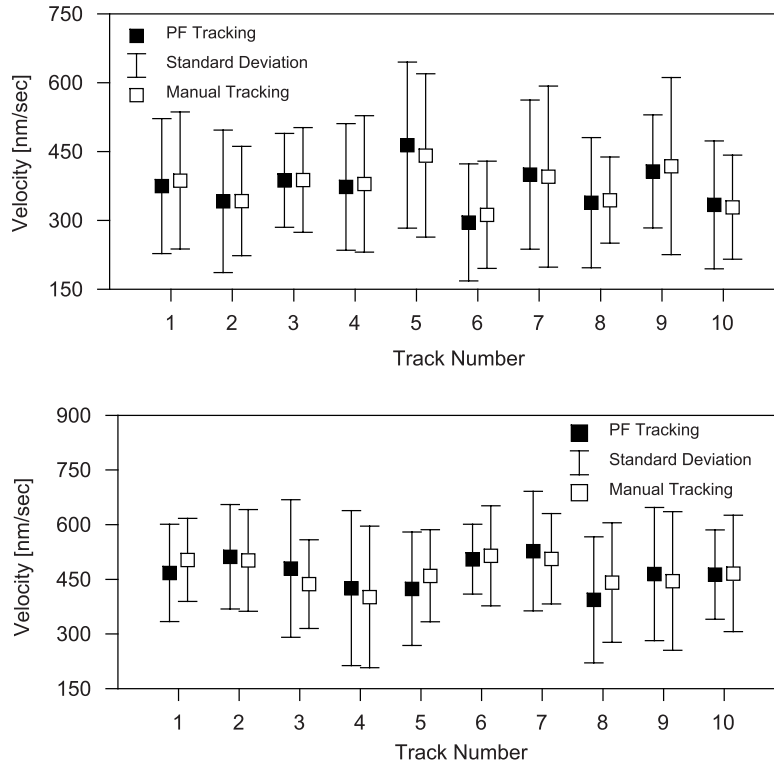 750
600
450
300
150
Velocity [nm/sec]
PF Tracking
Standard Deviation
Manual Tracking
1 2 3 4 5 6 7 8 9 10
Track Number
900
750
600
450
300
150
Velocity [nm/sec]
PF Tracking
Standard Deviation
Manual Tracking
1 2 3 4 5 6 7 8 9 10
Track Number